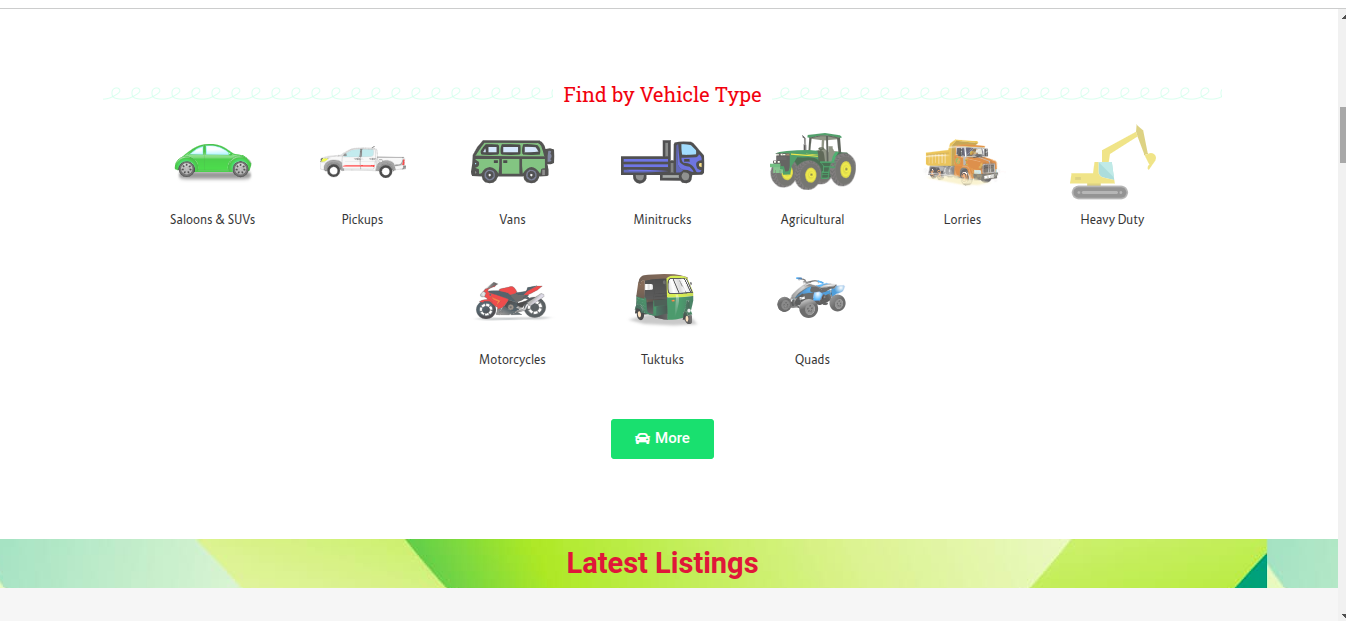 Find by Vehicle Type
Saloons & SUVs
Pickups
Vans
Minitrucks
Agricultural
Lorries
Heavy Duty
Motorcycles
Tuktuks
Quads
More
Latest Listings